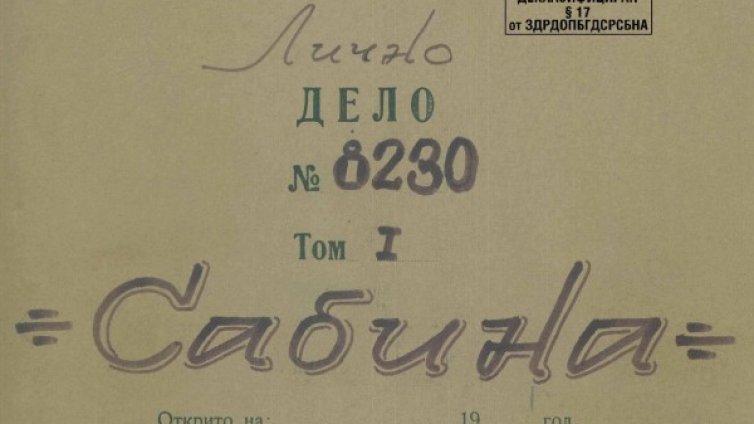 § 17
от ЗДРДОПБГДСРСБНА
Лично
ДЕЛО
№ 8230
Том I
÷ Сабина ÷
Открито на: 19 год.